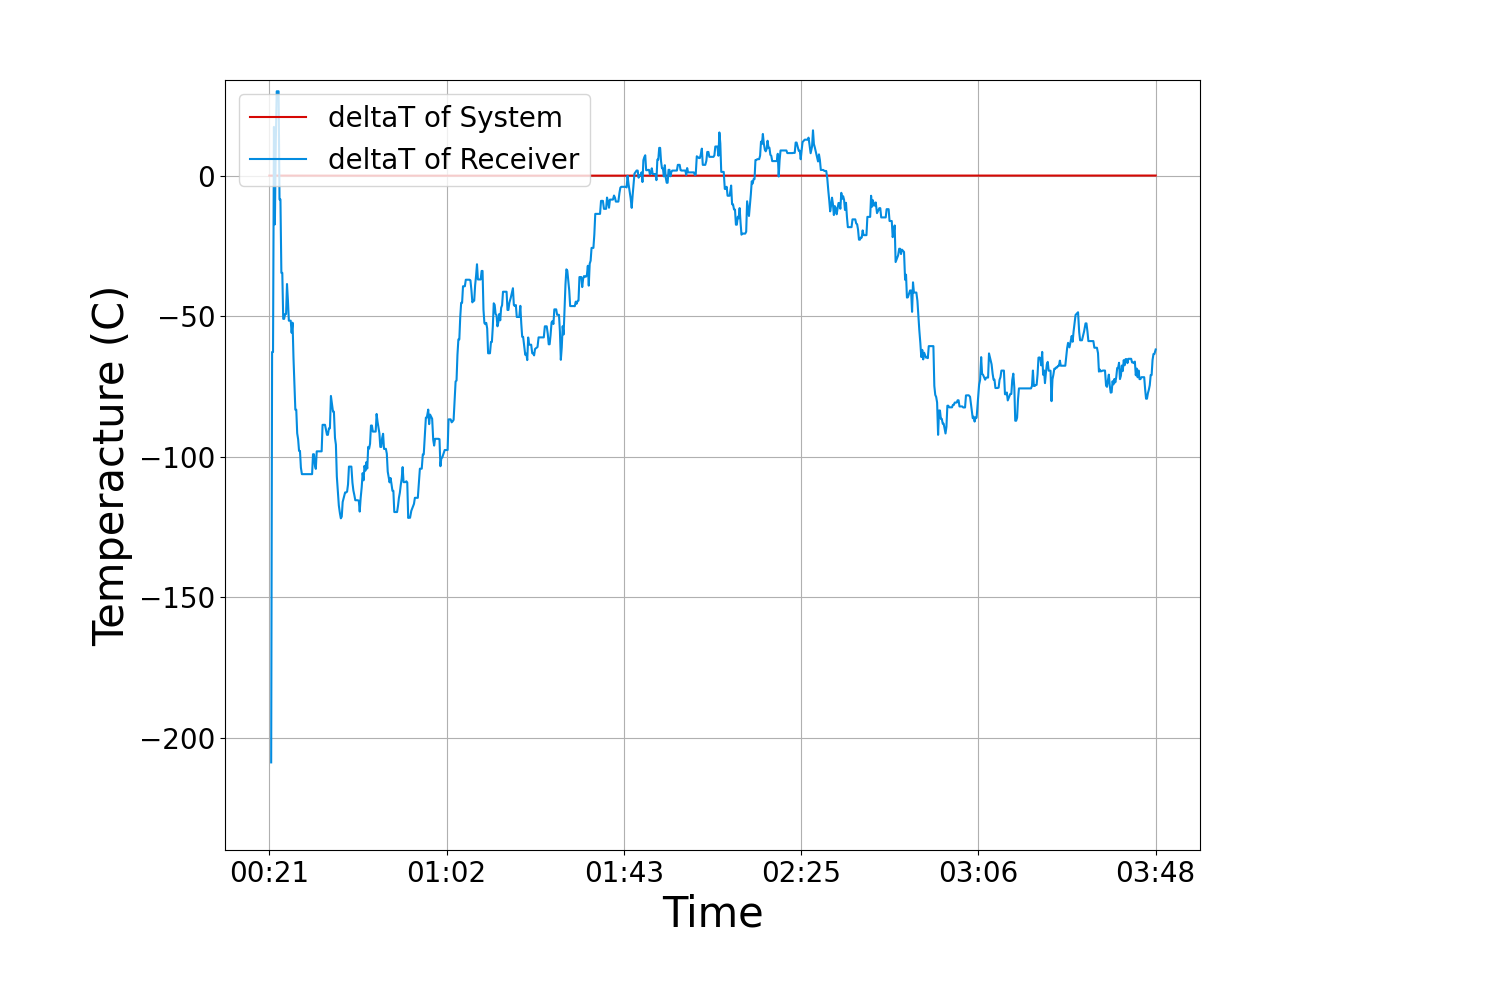 deltaT of System
deltaT of Receiver
0
−50
−100
−150
−200
Temperacture (C)
00:21 01:02 01:43 02:25 03:06 03:48
Time